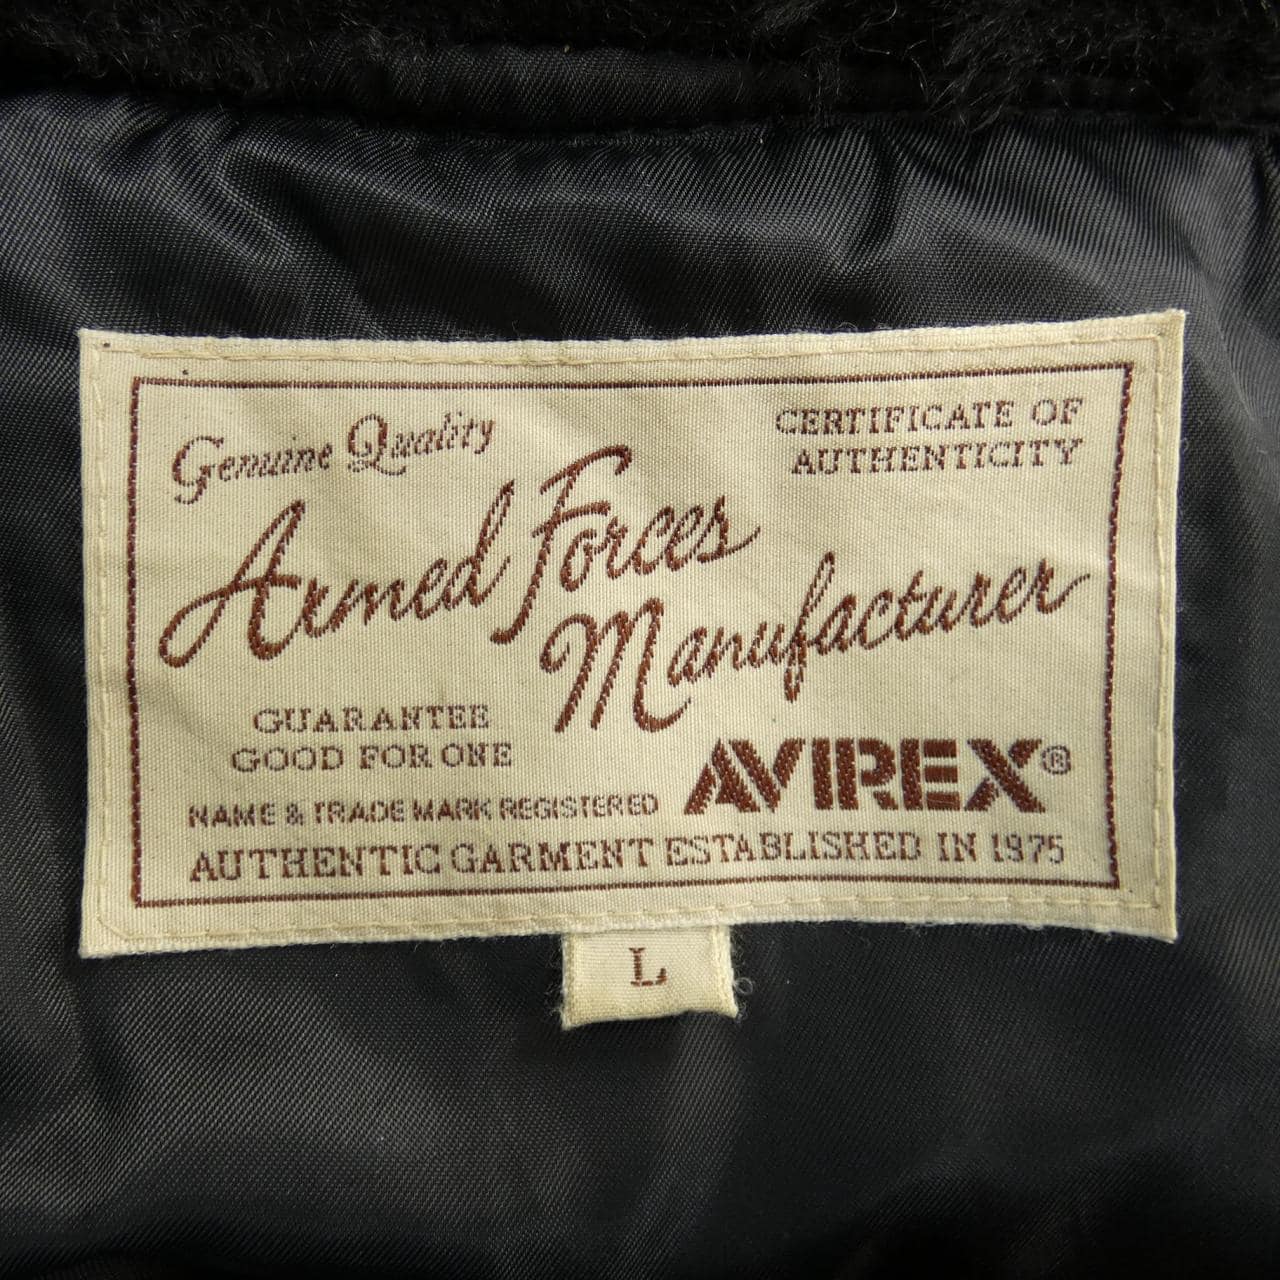 Genuine Quality
CERTIFICATE OF
AUTHENTICITY
Armed Forces
Manufacturer
GUARANTEE
GOOD FOR ONE
AVIREX®
NAME & TRADE MARK REGISTERED
AUTHENTIC GARMENT ESTABLISHED IN 1975
L